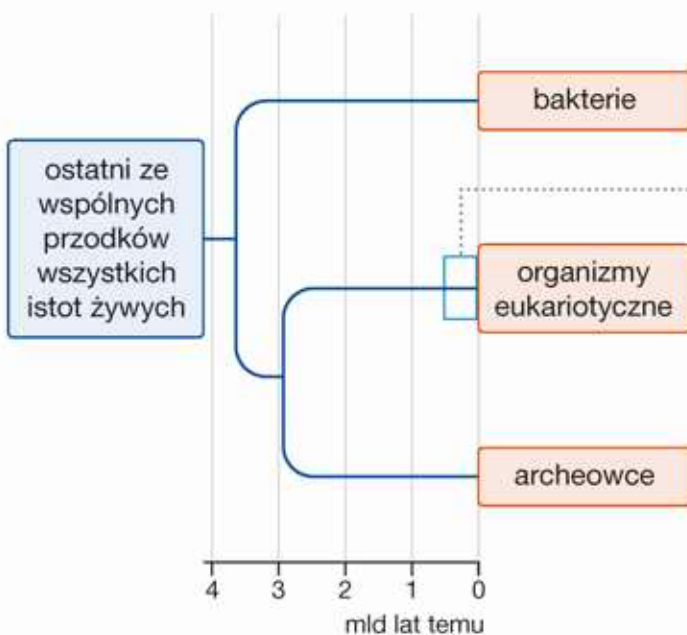 bakterie
ostatni ze
wspólnych
przodków
wszystkich
istot żywych
organizmy
eukariotyczne
archeowce
4 3 2 1 0
mld lat temu